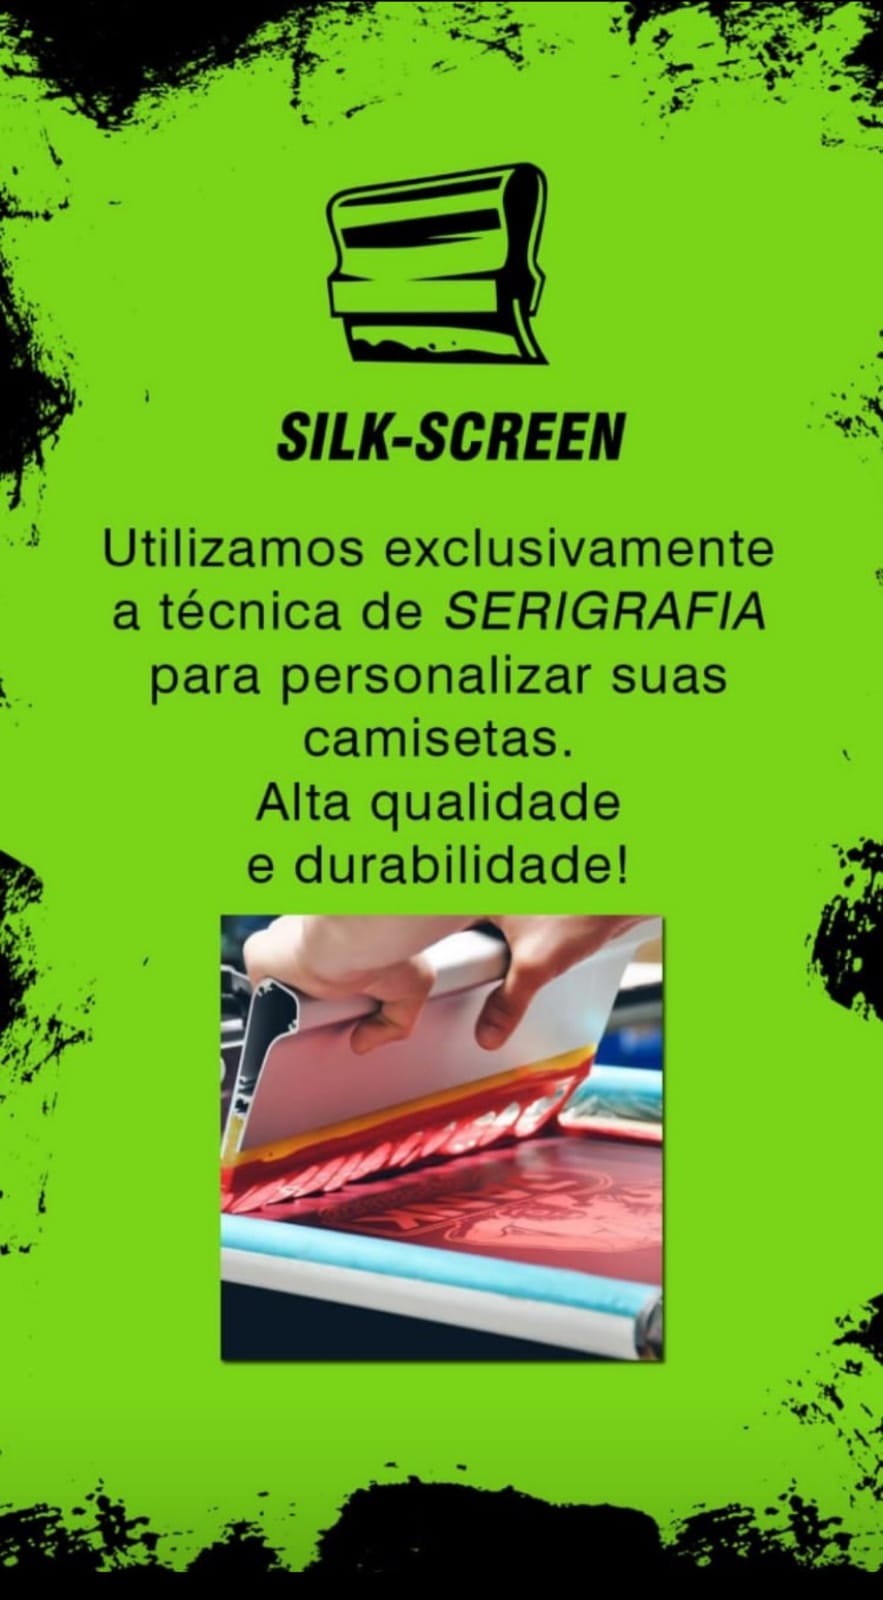 SILK-SCREEN
Utilizamos exclusivamente
a técnica de SERIGRAFIA
para personalizar suas
camisetas.
Alta qualidade
e durabilidade!